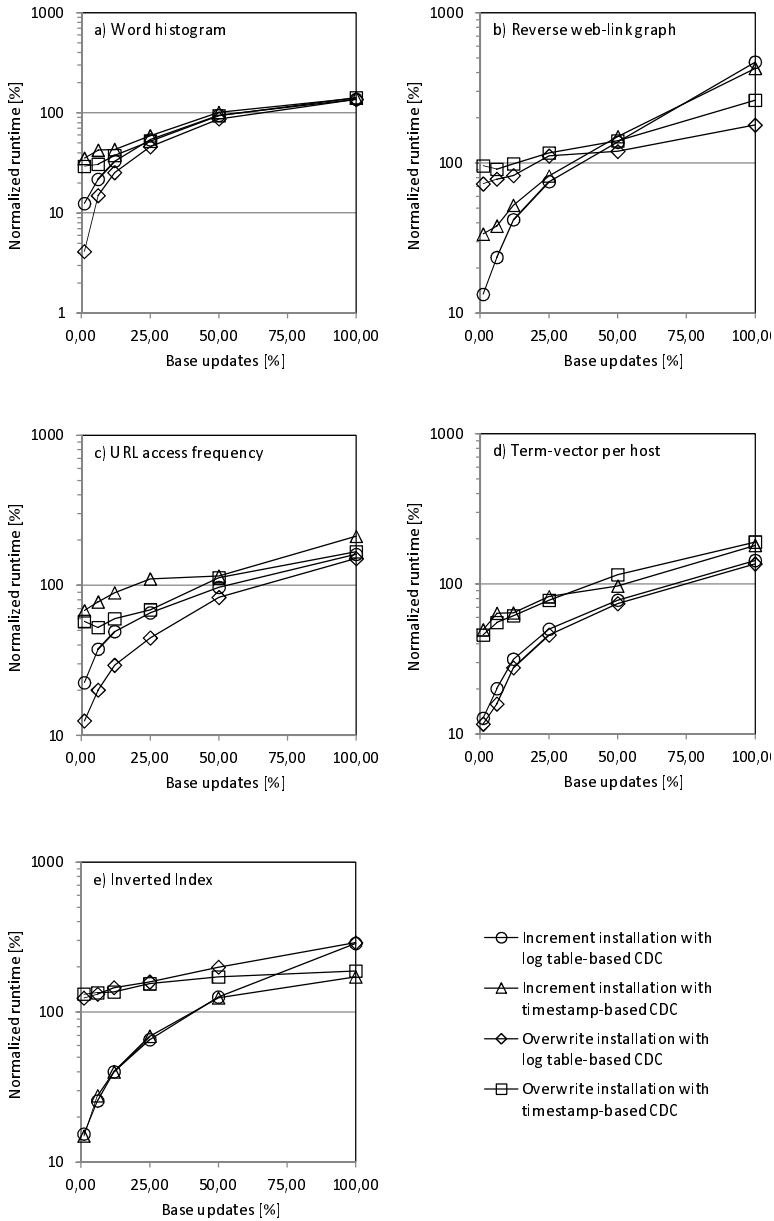 a) Word histogram
1000
100
10
1
Normalized runtime [%]
0,00 25,00 50,00 75,00 100,00
Base updates [%]
b) Reverse web-link graph
1000
100
10
Normalized runtime [%]
0,00 25,00 50,00 75,00 100,00
Base updates [%]
c) URL access frequency
1000
100
10
Normalized runtime [%]
0,00 25,00 50,00 75,00 100,00
Base updates [%]
d) Term-vector per host
1000
100
10
Normalized runtime [%]
0,00 25,00 50,00 75,00 100,00
Base updates [%]
e) Inverted Index
1000
100
10
Normalized runtime [%]
0,00 25,00 50,00 75,00 100,00
Base updates [%]
Increment installation with
log table-based CDC
Increment installation with
timestamp-based CDC
Overwrite installation with
log table-based CDC
Overwrite installation with
timestamp-based CDC